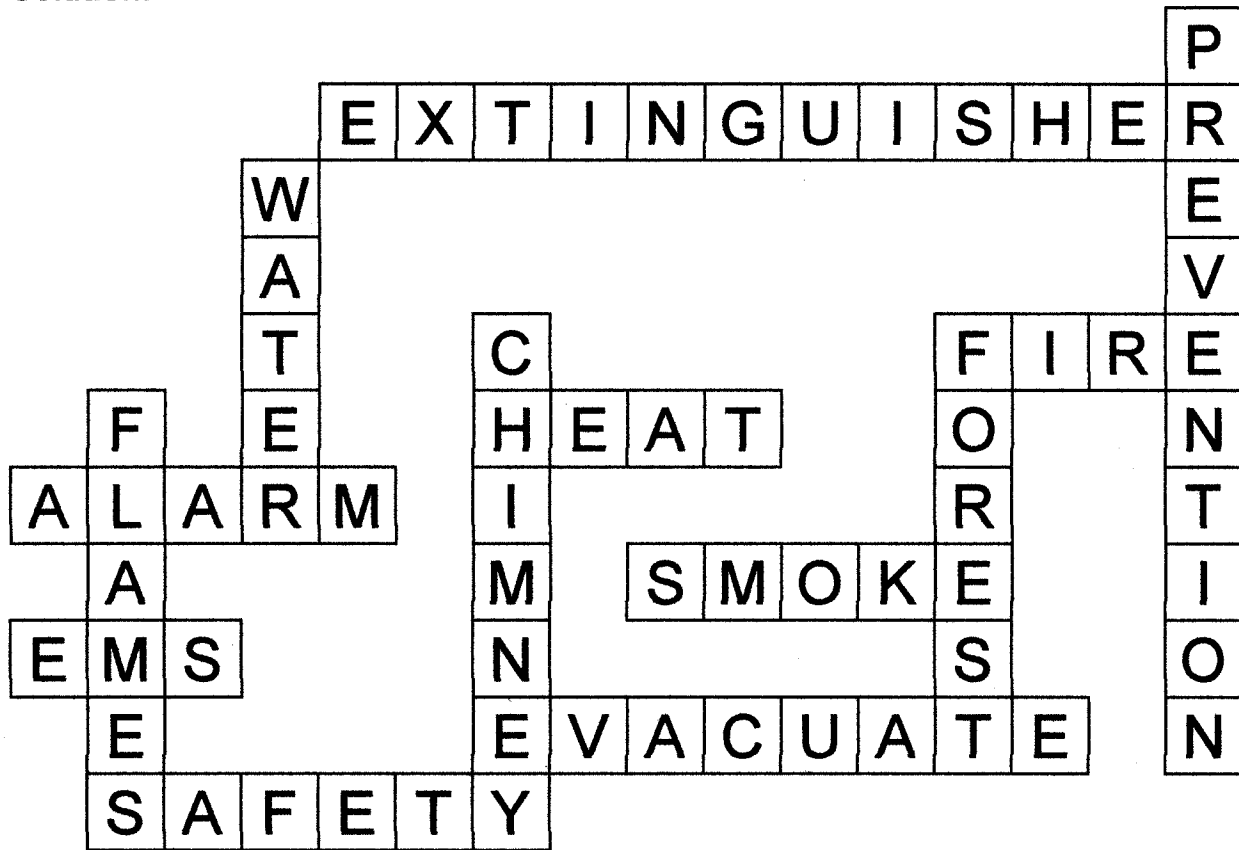 P
EXTINGUISHER
W E
A V
T C FIRE
F E HEAT O N
ALARM I R T
A M SMOKE I
EMS N S O
E EVACUATE N
SAFETY